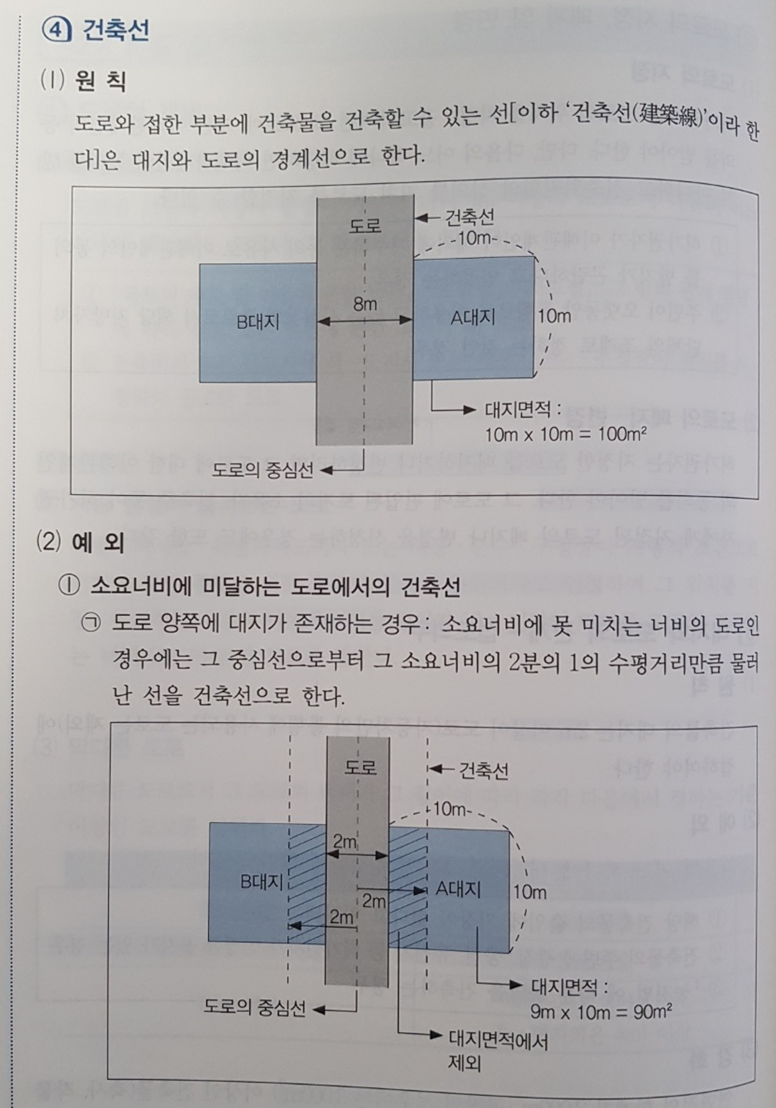 ④ 건축선
(1) 원 칙
도로와 접한 부분에 건축물을 건축할 수 있는 선[이하 ‘건축선(建築線)’이라 한
다]은 대지와 도로의 경계선으로 한다.
도로
건축선
10m
8m
B대지
A대지
10m
대지면적 :
10m x 10m = 100m²
도로의 중심선
(2) 예 외
① 소요너비에 미달하는 도로에서의 건축선
㉠ 도로 양쪽에 대지가 존재하는 경우 : 소요너비에 못 미치는 너비의 도로인
경우에는 그 중심선으로부터 그 소요너비의 2분의 1의 수평거리만큼 물러
난 선을 건축선으로 한다.
도로
건축선
10m
2m
B대지
A대지
10m
2m
2m
대지면적 :
9m x 10m = 90m²
도로의 중심선
대지면적에서
제외